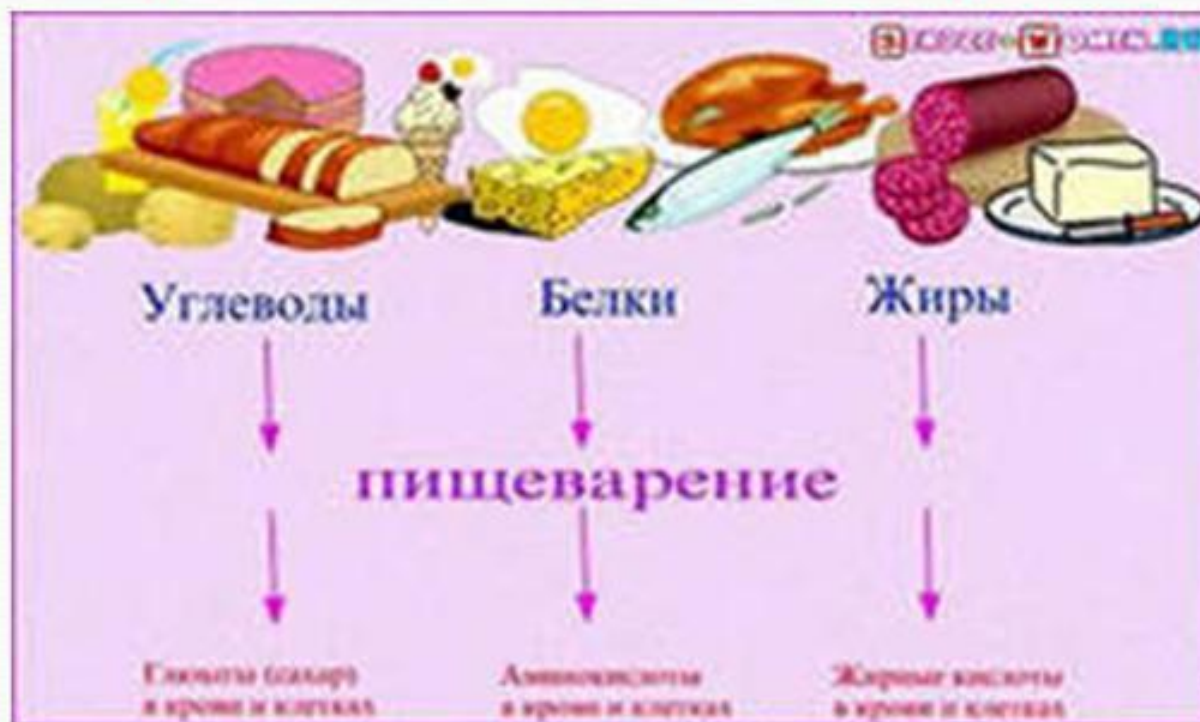 Углеводы Белки Жиры
пищеварение
Глюкоза (сахар) Аминокислоты Жирные кислоты
в крови и клетках в крови и клетках в крови и клетках